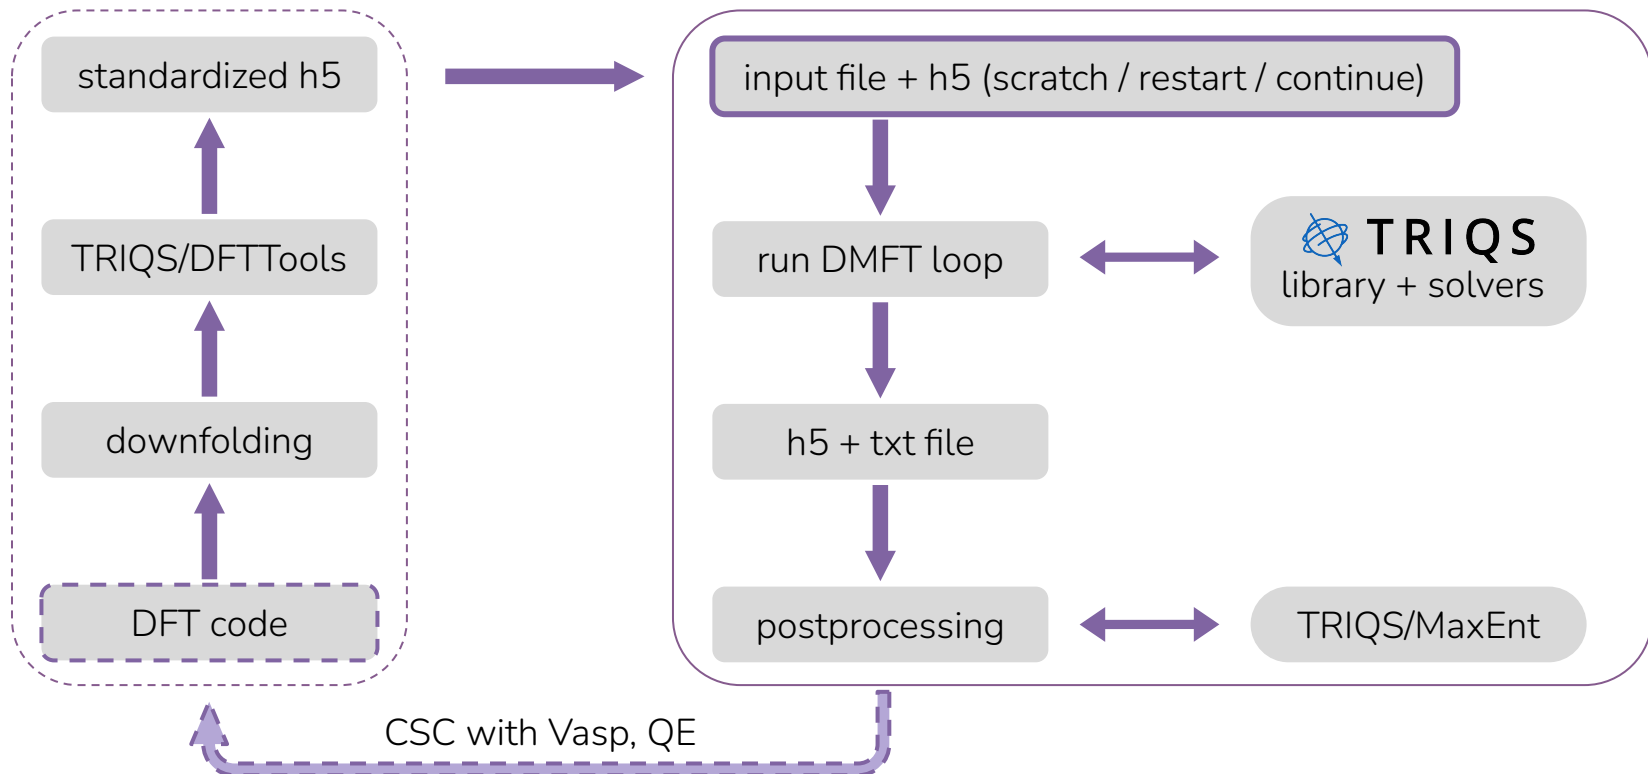 standardized h5
TRIQS/DFTTools
downfolding
DFT code
input file + h5 (scratch / restart / continue)
run DMFT loop
TRIQS
library + solvers
h5 + txt file
postprocessing
TRIQS/MaxEnt
CSC with Vasp, QE